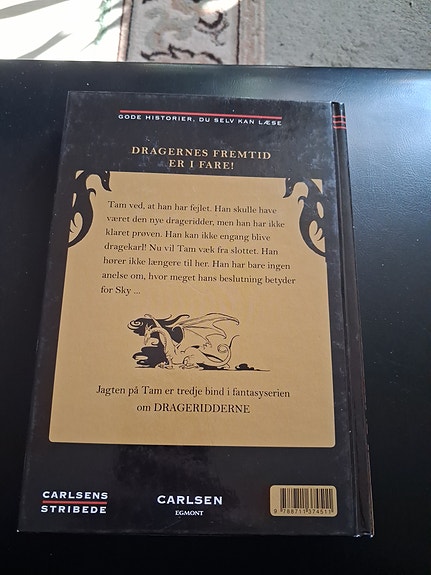 GODE HISTORIER, DU SELV KAN LÆSE
DRAGERNES FREMTID
ER I FARE!
Tam ved, at han har fejlet. Han skulle have
været den nye drageridder, men han har ikke
klaret prøven. Han kan ikke engang blive
dragekarl! Nu vil Tam væk fra slottet. Han
hører ikke længere til her. Han har bare ingen
anelse om, hvor meget hans beslutning betyder
for Sky ...
Jagten på Tam er tredje bind i fantasyserien
om DRAGERIDDERNE
CARLSENS
STRIBEDE
CARLSEN
EGMONT
9 788711 374511